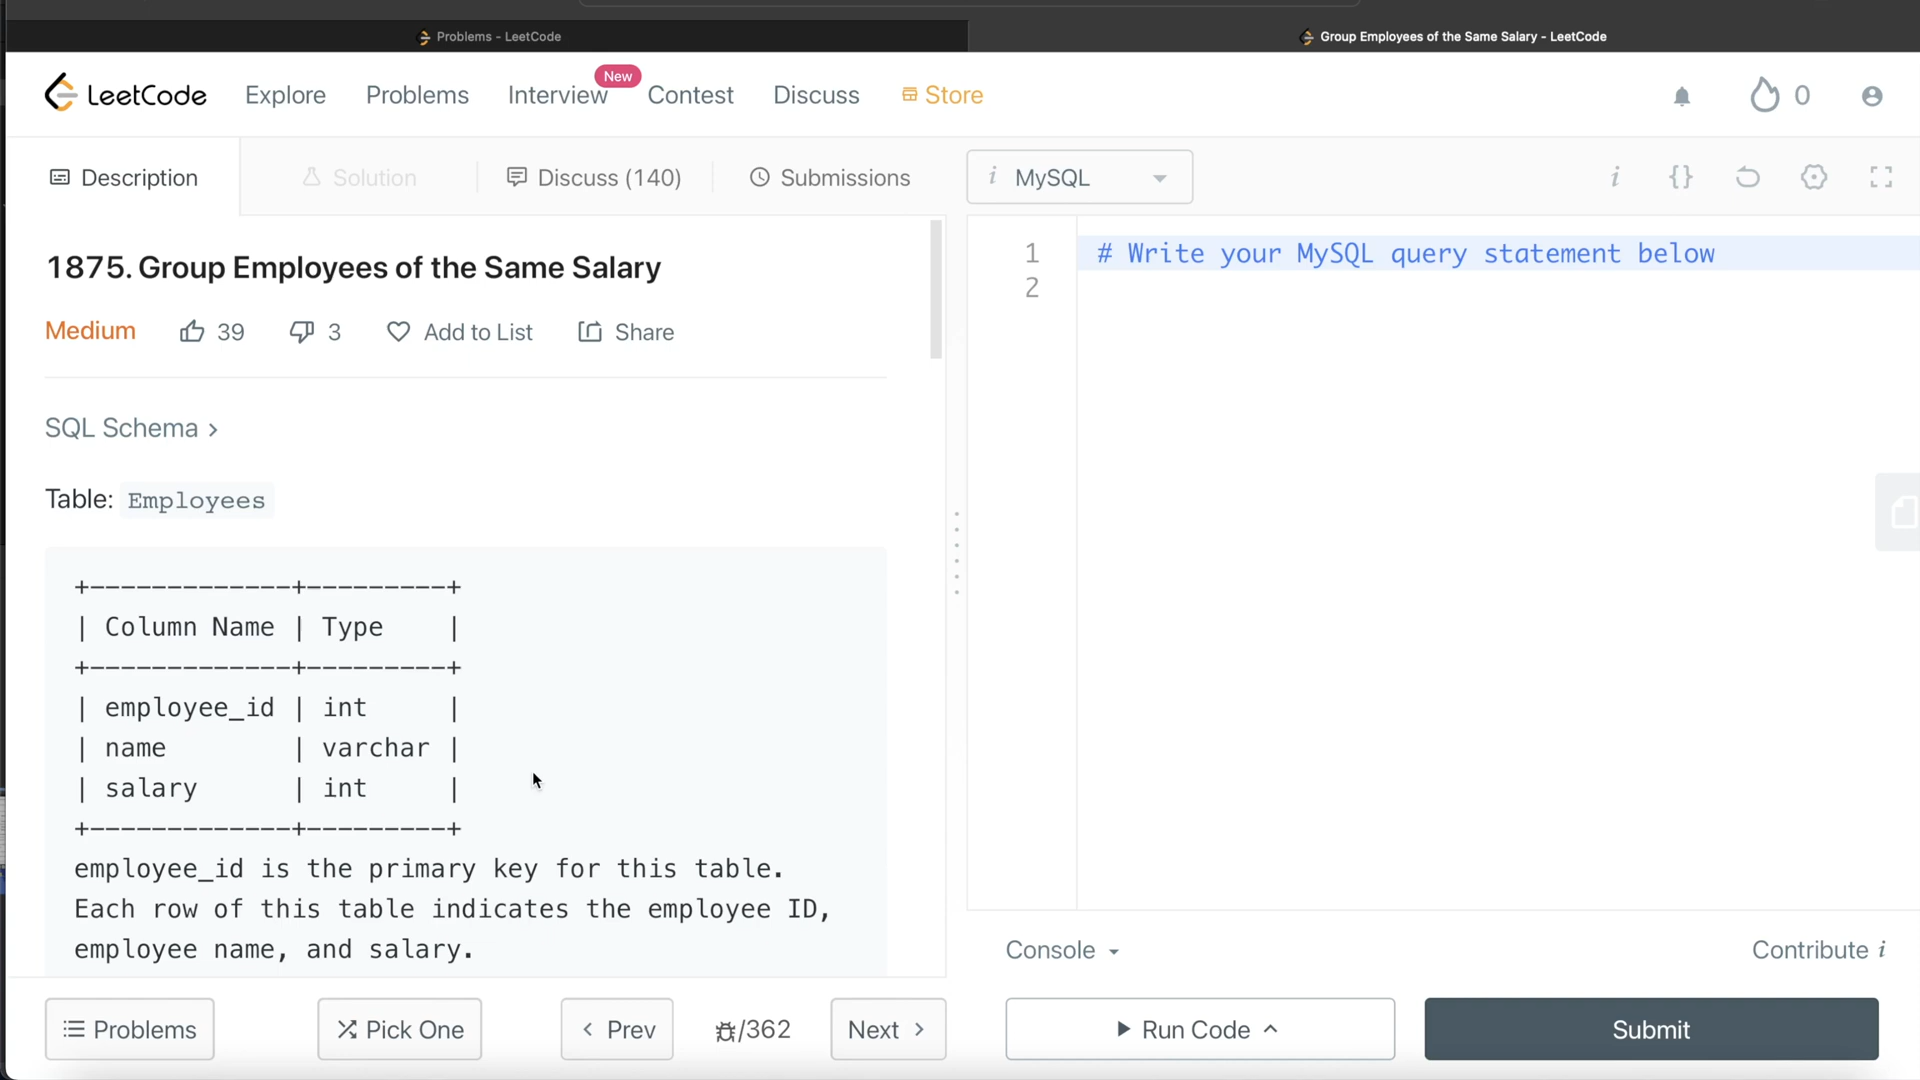 Problems - LeetCode
Group Employees of the Same Salary - LeetCode
LeetCode
Explore
Problems
Interview
New
Contest
Discuss
Store
0
Description
Solution
Discuss (140)
Submissions
i MySQL
i {}
1875. Group Employees of the Same Salary
Medium
39
3
Add to List
Share
SQL Schema >
Table: Employees
+-------------+---------+
| Column Name | Type    |
+-------------+---------+
| employee_id | int     |
| name        | varchar |
| salary      | int     |
+-------------+---------+
employee_id is the primary key for this table.
Each row of this table indicates the employee ID,
employee name, and salary.
1 # Write your MySQL query statement below
2
Console
Contribute i
Problems
Pick One
< Prev
/362
Next >
Run Code
Submit